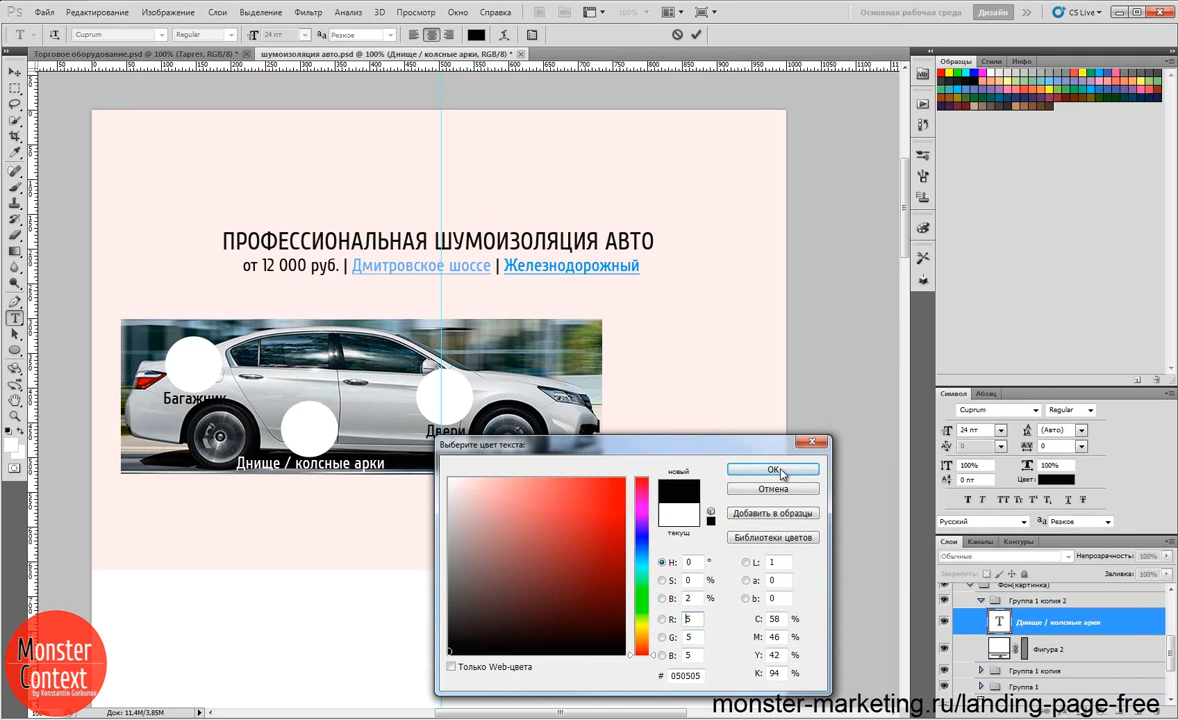 Ps Файл Редактирование Изображение Слои Выделение Фильтр Анализ 3D Просмотр Окно Справка 100% Основная рабочая среда Дизайн >> CS Live
T Cuprum Regular 24 пт Резкое
Торговое оборудование.psd @ 100% (Таргет, RGB/8) * шумоизоляция авто.psd @ 100% (Днище / колсные арки, RGB/8) *
Образцы Стили Инфо
ПРОФЕССИОНАЛЬНАЯ ШУМОИЗОЛЯЦИЯ АВТО
от 12 000 руб. | Дмитровское шоссе | Железнодорожный
Багажник
Двери
Днище / колсные арки
Выберите цвет текста:
новый
текущ
ОК
Отмена
Добавить в образцы
Библиотеки цветов
H: 0 °
S: 0 %
B: 2 %
R: 5
G: 5
B: 5
# 050505
L: 1
a: 0
b: 0
C: 58 %
M: 46 %
Y: 42 %
K: 94 %
Только Web-цвета
Символ Абзац
Cuprum Regular
24 пт (Авто)
0 0
100% 100%
0 пт Цвет:
Русский Резкое
Слои Каналы Контуры
Обычные Непрозрачность: 100%
Закрепить: Заливка: 100%
Фон(картинка)
Группа 1 копия 2
Днище / колсные арки
Фигура 2
Группа 1 копия
Группа 1
Monster
Context
by Konstantin Gorbunov
100% Док: 11,4M/3,85M
monster-marketing.ru/landing-page-free